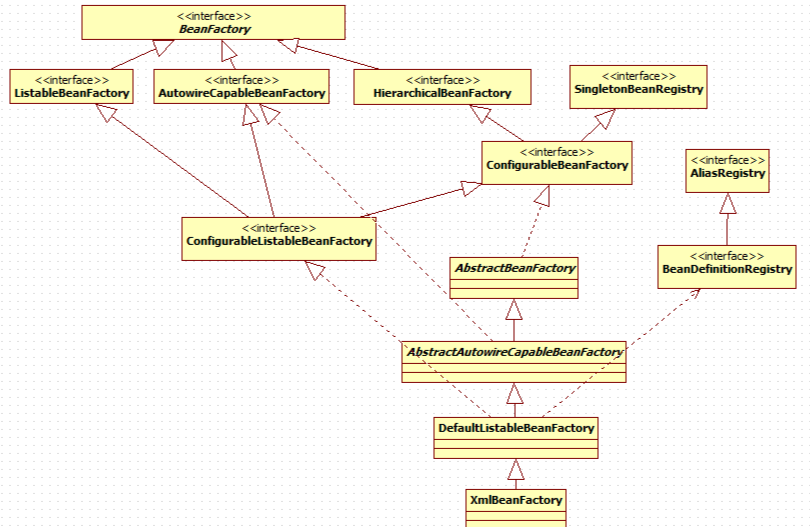 <<interface>>
BeanFactory
<<interface>>
ListableBeanFactory
<<interface>>
AutowireCapableBeanFactory
<<interface>>
HierarchicalBeanFactory
<<interface>>
SingletonBeanRegistry
<<interface>>
ConfigurableBeanFactory
<<interface>>
AliasRegistry
<<interface>>
ConfigurableListableBeanFactory
AbstractBeanFactory
<<interface>>
BeanDefinitionRegistry
AbstractAutowireCapableBeanFactory
DefaultListableBeanFactory
XmlBeanFactory